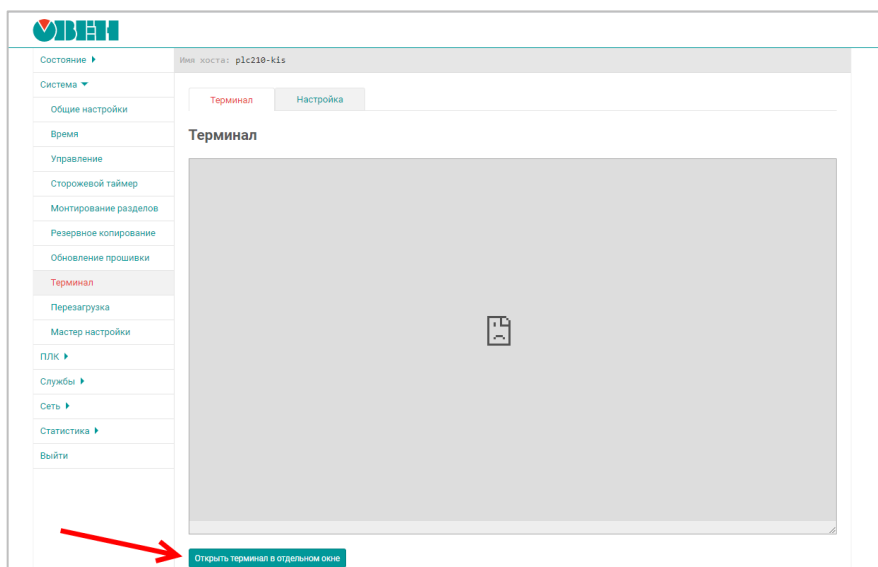 ОВЕН
Состояние
Имя хоста: plc210-kis
Система
Терминал Настройка
Общие настройки
Время
Терминал
Управление
Сторожевой таймер
Монтирование разделов
Резервное копирование
Обновление прошивки
Терминал
Перезагрузка
Мастер настройки
ПЛК
Службы
Сеть
Статистика
Выйти
Открыть терминал в отдельном окне